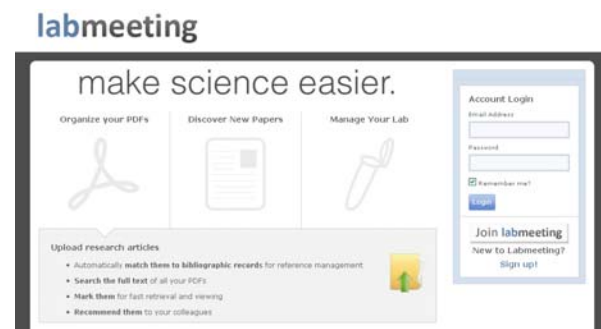 labmeeting
make science easier.
Organize your PDFs
Discover New Papers
Manage Your Lab
Upload research articles
• Automatically match them to bibliographic records for reference management
• Search the full text of all your PDFs
• Mark them for fast retrieval and viewing
• Recommend them to your colleagues
Account Login
Email Address
Password
Remember me?
Login
Join labmeeting
New to Labmeeting?
Sign up!